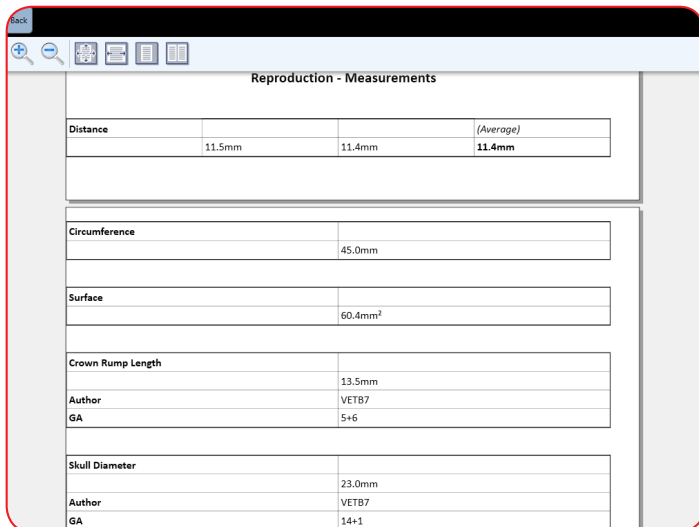 Back
Reproduction - Measurements
Distance (Average)
11.5mm 11.4mm 11.4mm
Circumference
45.0mm
Surface
60.4mm²
Crown Rump Length
13.5mm
Author VETB7
GA 5+6
Skull Diameter
23.0mm
Author VETB7
GA 14+1